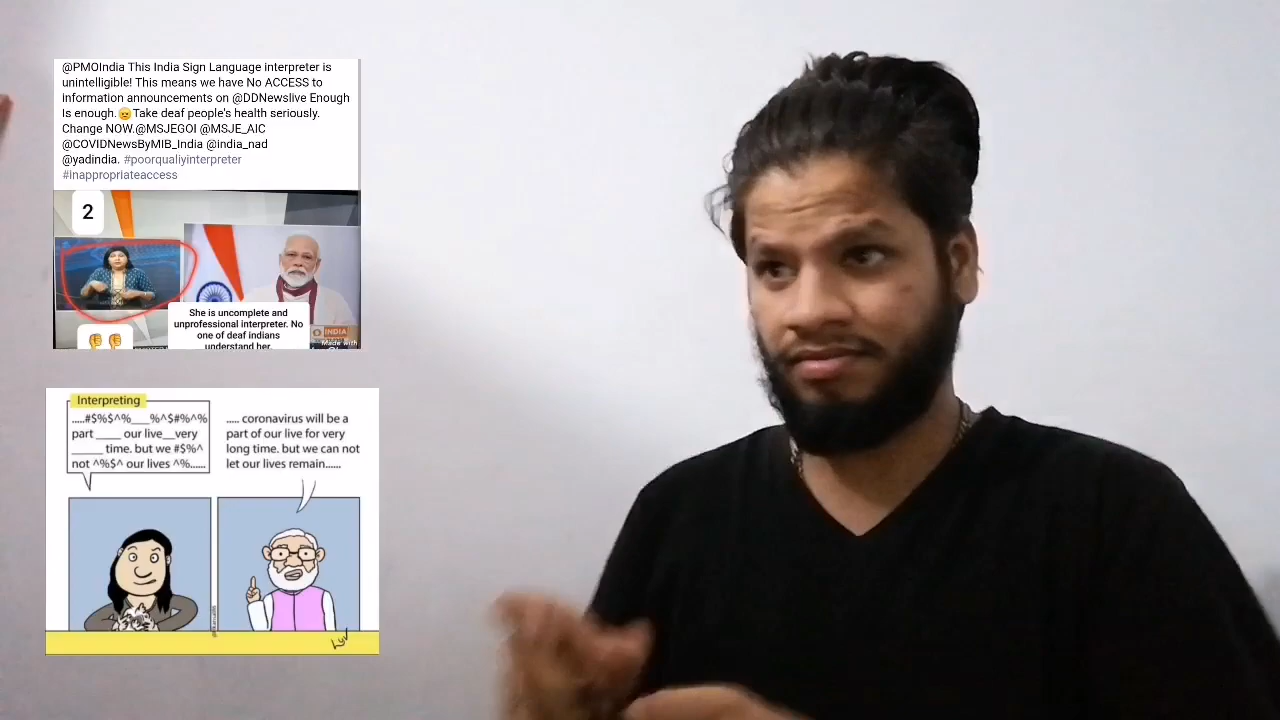 @PMOIndia This India Sign Language interpreter is
unintelligible! This means we have No ACCESS to
information announcements on @DDNewslive Enough
is enough.😠Take deaf people's health seriously.
Change NOW.@MSJEGOI @MSJE_AIC
@COVIDNewsByMIB_India @india_nad
@yadindia. #poorqualiyinterpreter
#inappropriateaccess
2
She is uncomplete and
unprofessional interpreter. No
one of deaf indians
understand her.
INDIA
Made with
Interpreting
.....#$%$^%___%^$#%^%
part ____ our live__very
_____ time. but we #$%^
not ^%$^ our lives ^%......
..... coronavirus will be a
part of our live for very
long time. but we can not
let our lives remain......